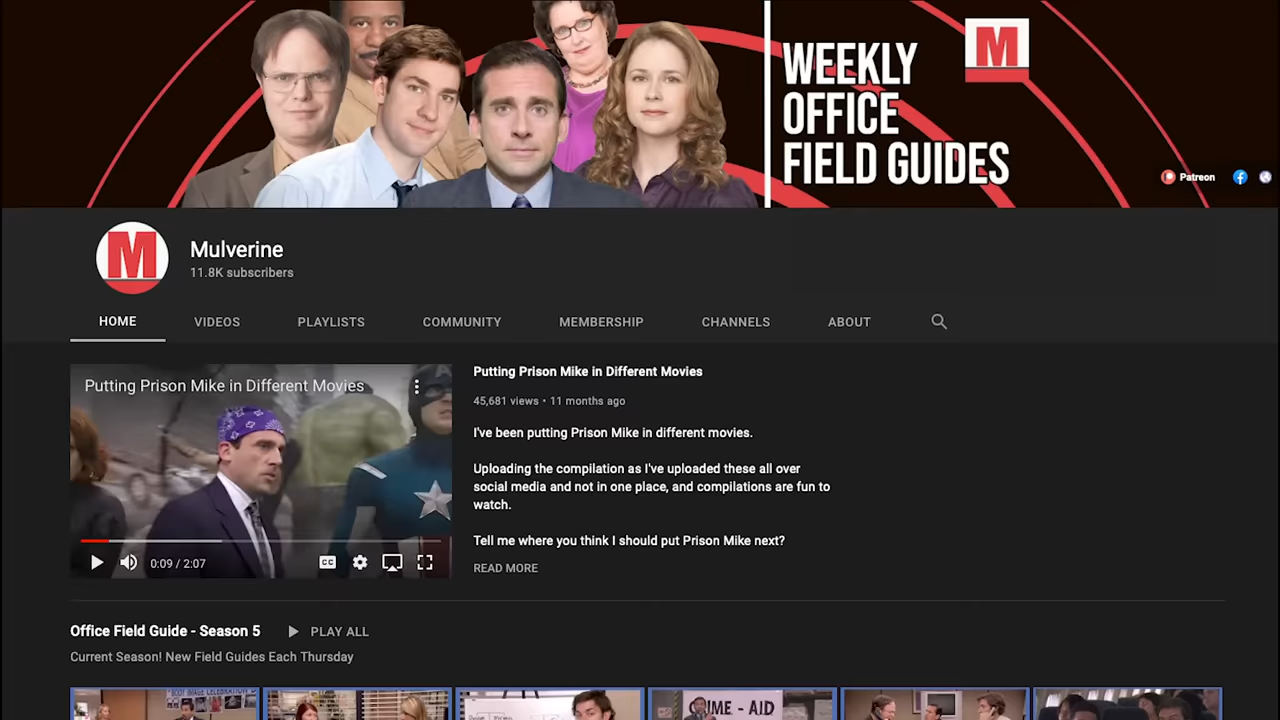 WEEKLY
OFFICE
FIELD GUIDES
M
Patreon
M
Mulverine
11.8K subscribers
HOME VIDEOS PLAYLISTS COMMUNITY MEMBERSHIP CHANNELS ABOUT
Putting Prison Mike in Different Movies
0:09 / 2:07
CC
Putting Prison Mike in Different Movies
45,681 views • 11 months ago
I've been putting Prison Mike in different movies.
Uploading the compilation as I've uploaded these all over
social media and not in one place, and compilations are fun to
watch.
Tell me where you think I should put Prison Mike next?
READ MORE
Office Field Guide - Season 5 PLAY ALL
Current Season! New Field Guides Each Thursday